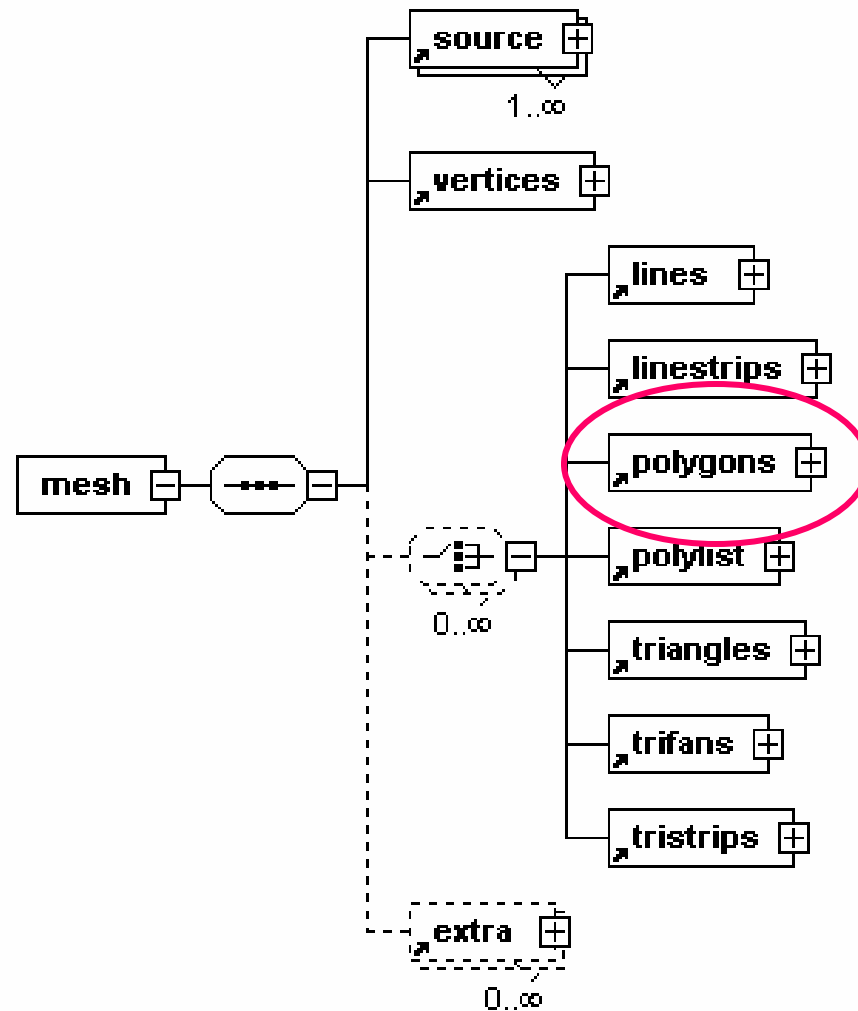 source
1..∞
vertices
lines
linestrips
polygons
mesh
polylist
0..∞
triangles
trifans
tristrips
extra
0..∞